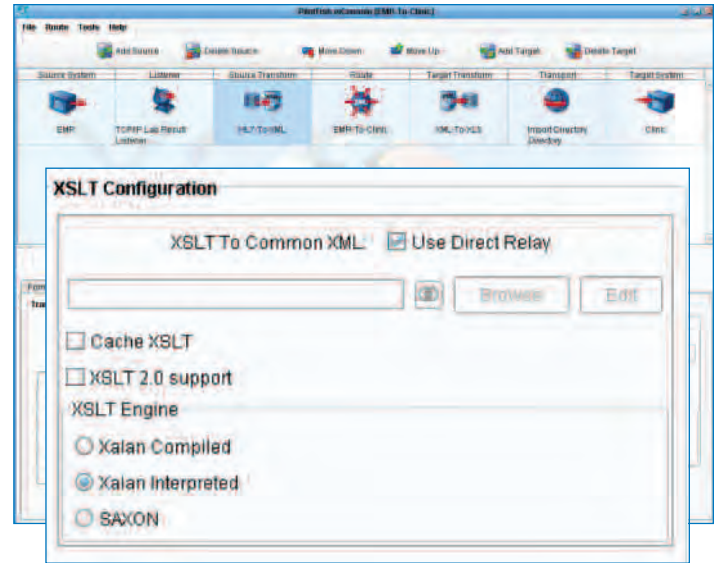 PilotFish eiConsole [EMR-To-Clinic]
File Route Tools Help
Add Source Delete Source Move Down Move Up Add Target Delete Target
Source System Listener Source Transform Route Target Transform Transport Target System
EMR TCP/IP Lab Result Listener HL7-To-XML EMR-To-Clinic XML-To-XLS Import Directory Directory Clinic
XSLT Configuration
XSLT To Common XML: Use Direct Relay
Browse Edit
Cache XSLT
XSLT 2.0 support
XSLT Engine
Xalan Compiled
Xalan Interpreted
SAXON